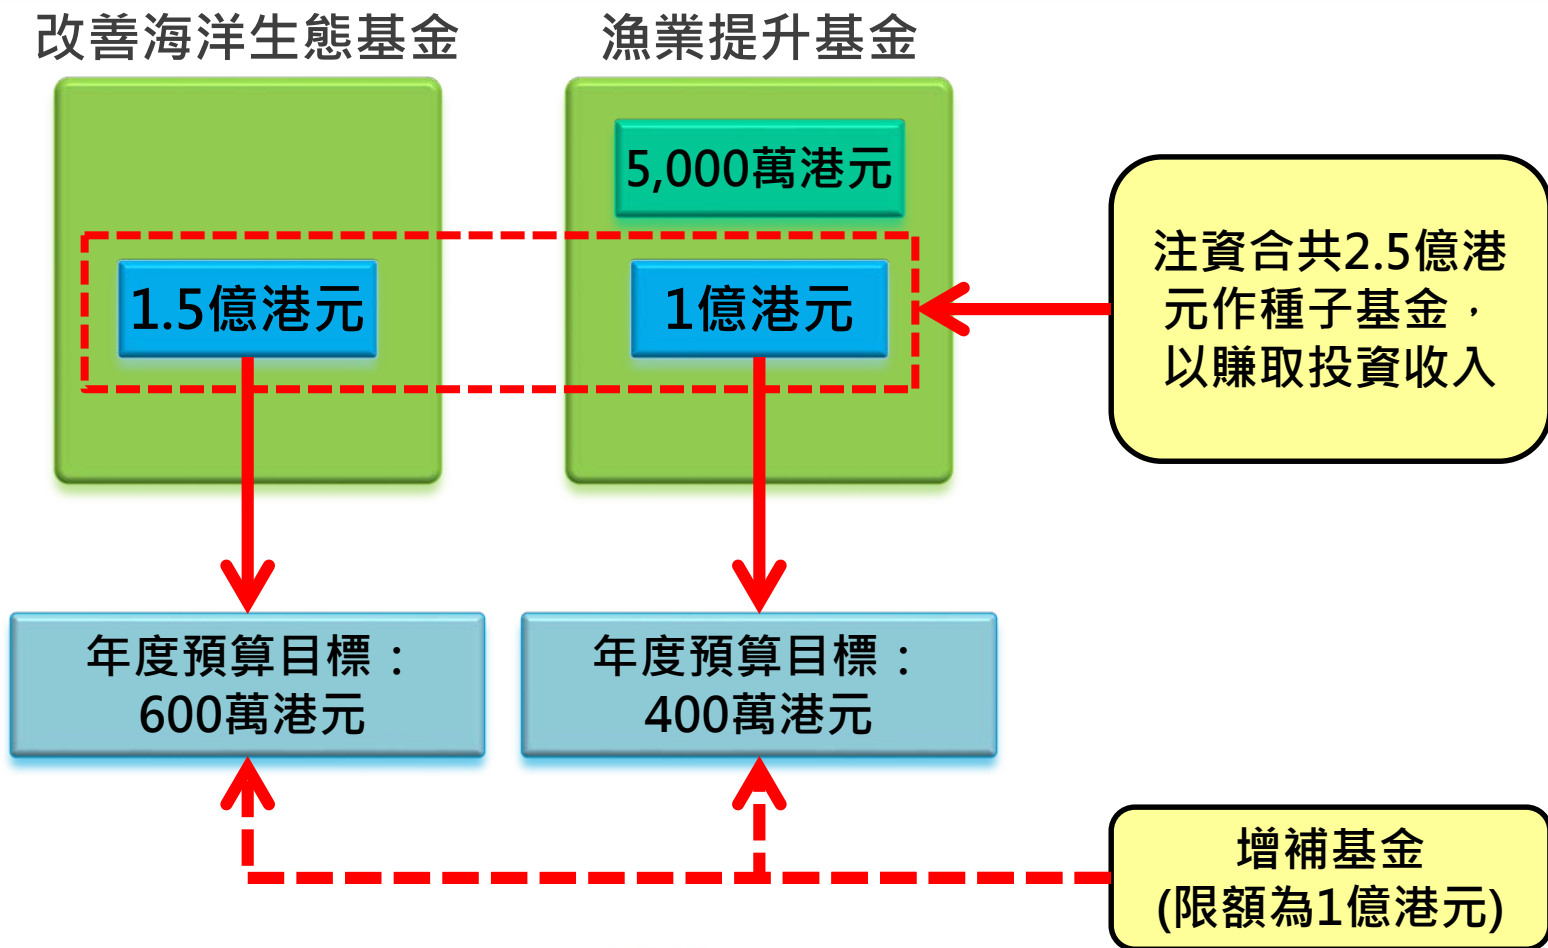 改善海洋生態基金
漁業提升基金
5,000萬港元
1.5億港元
1億港元
注資合共2.5億港
元作種子基金，
以賺取投資收入
年度預算目標：
600萬港元
年度預算目標：
400萬港元
增補基金
(限額為1億港元)